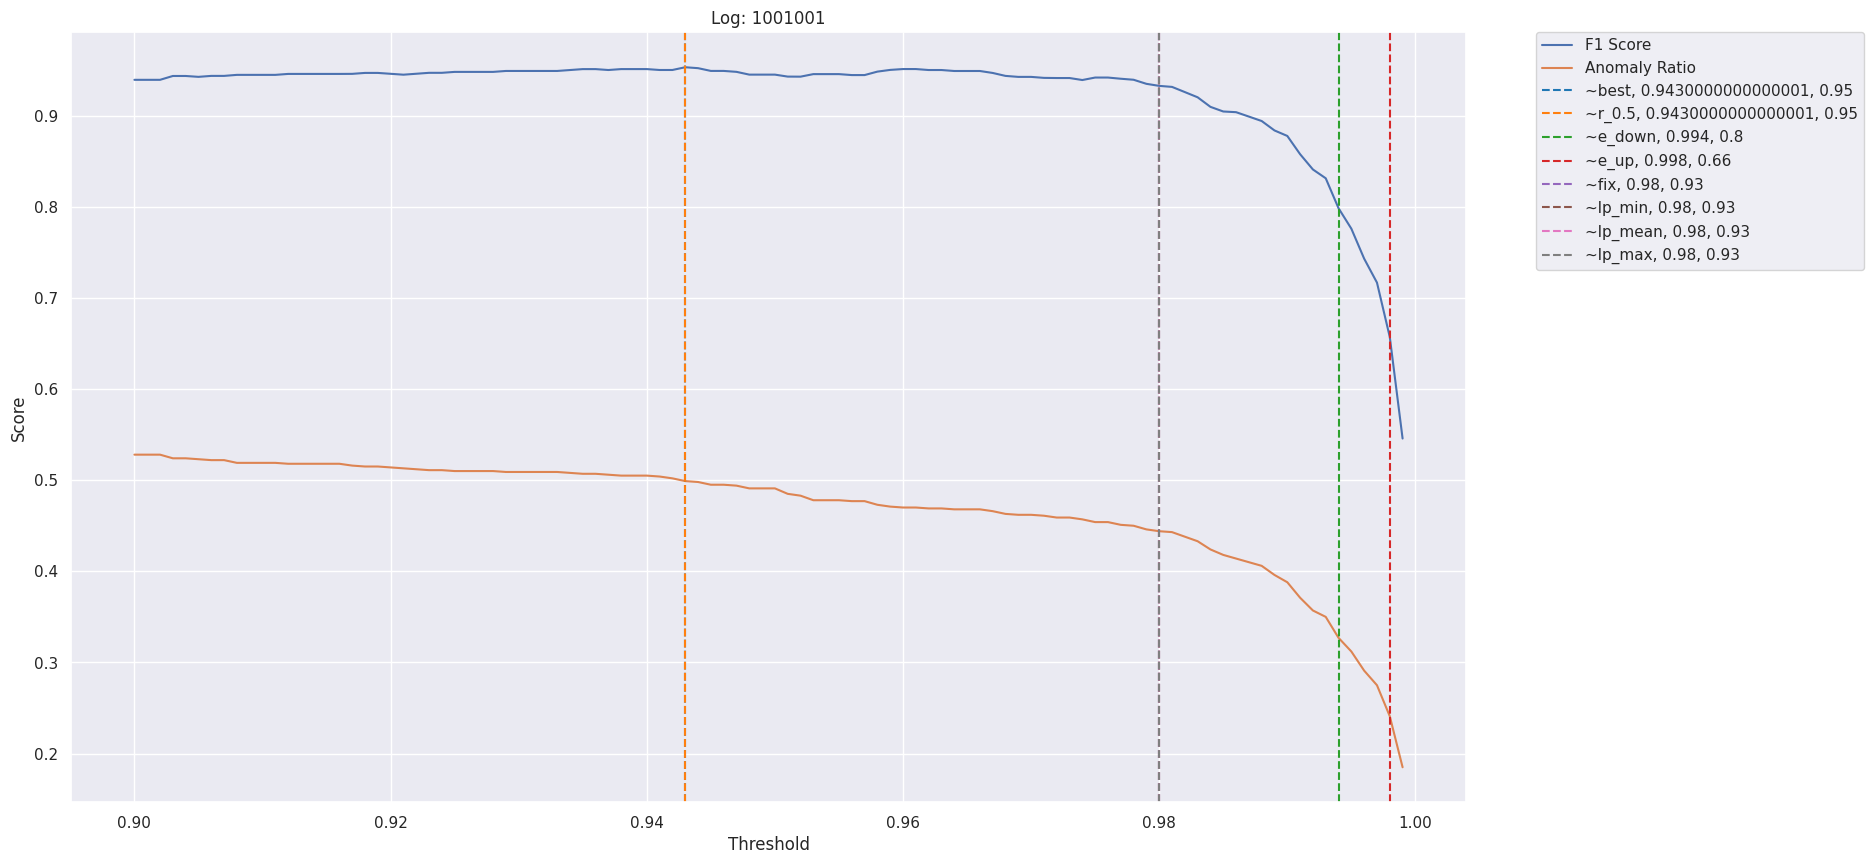 Log: 1001001
F1 Score
Anomaly Ratio
~best, 0.9430000000000001, 0.95
~r_0.5, 0.9430000000000001, 0.95
~e_down, 0.994, 0.8
~e_up, 0.998, 0.66
~fix, 0.98, 0.93
~lp_min, 0.98, 0.93
~lp_mean, 0.98, 0.93
~lp_max, 0.98, 0.93
Score
0.9
0.8
0.7
0.6
0.5
0.4
0.3
0.2
0.90 0.92 0.94 0.96 0.98 1.00
Threshold